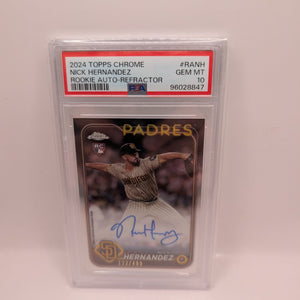 2024 TOPPS CHROME #RANH
NICK HERNANDEZ GEM MT
ROOKIE AUTO-REFRACTOR 10
PSA 96028847
PADRES
RC
HERNANDEZ